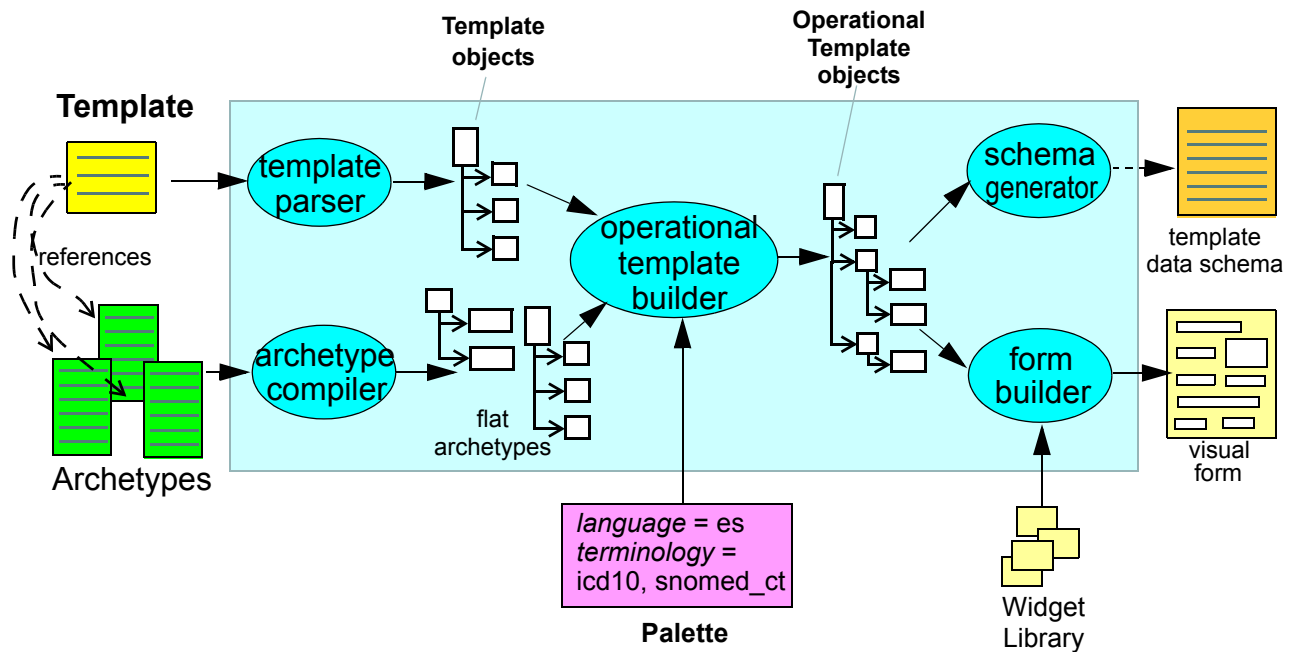 Template
objects
Operational
Template
objects
Template
template
parser
schema
generator
operational
template
builder
references
template
data schema
archetype
compiler
flat
archetypes
form
builder
visual
form
Archetypes
language = es
terminology =
icd10, snomed_ct
Palette
Widget
Library